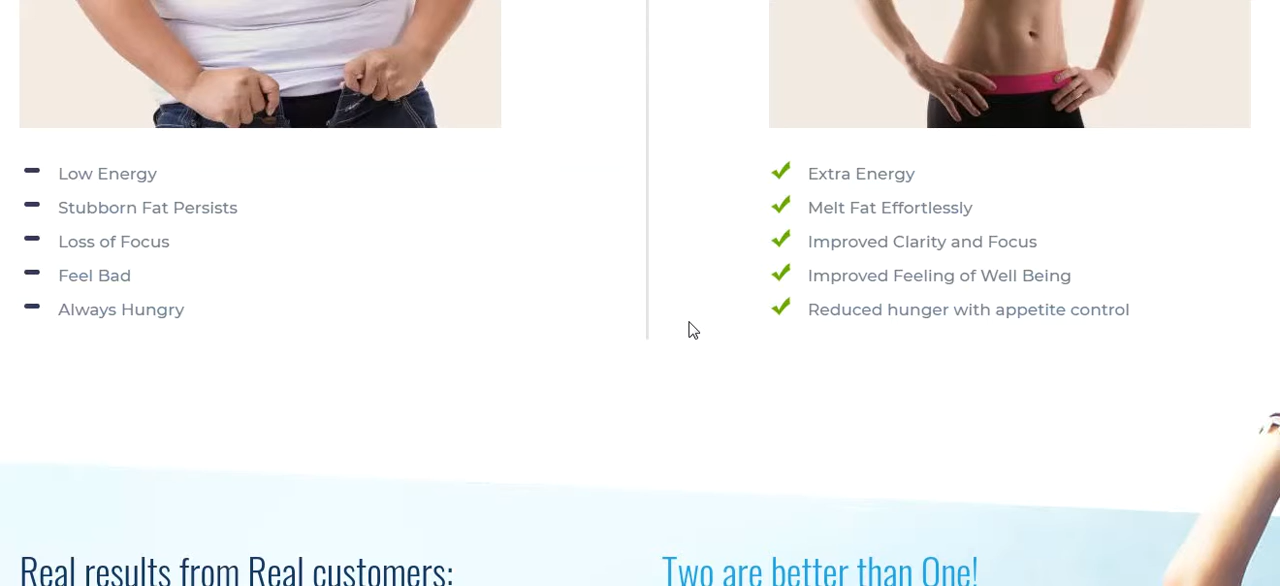 Low Energy
Stubborn Fat Persists
Loss of Focus
Feel Bad
Always Hungry
Extra Energy
Melt Fat Effortlessly
Improved Clarity and Focus
Improved Feeling of Well Being
Reduced hunger with appetite control
Real results from Real customers:
Two are better than One!